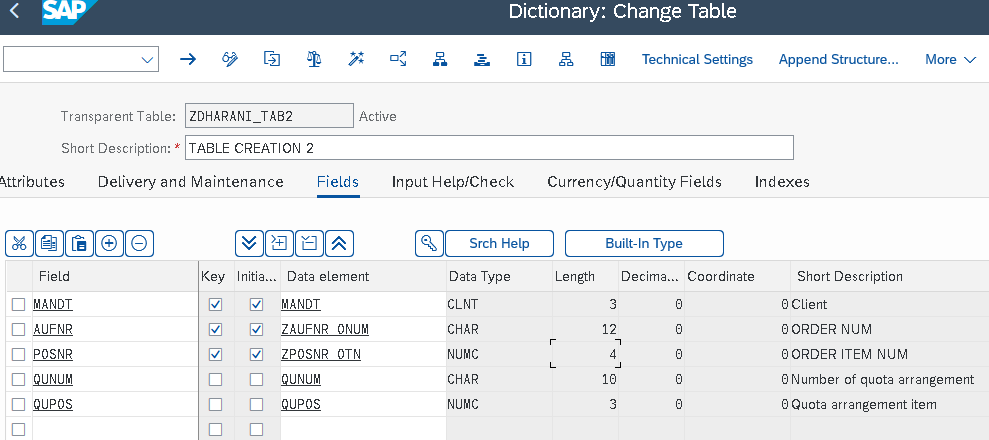 SAP Dictionary: Change Table
Technical Settings Append Structure... More
Transparent Table: ZDHARANI_TAB2 Active
Short Description: * TABLE CREATION 2
Attributes Delivery and Maintenance Fields Input Help/Check Currency/Quantity Fields Indexes
Srch Help Built-In Type
Field Key Initia... Data element Data Type Length Decima... Coordinate Short Description
MANDT MANDT CLNT 3 0 0 Client
AUFNR ZAUFNR_ONUM CHAR 12 0 0 ORDER NUM
POSNR ZPOSNR_OTN NUMC 4 0 0 ORDER ITEM NUM
QUNUM QUNUM CHAR 10 0 0 Number of quota arrangement
QUPOS QUPOS NUMC 3 0 0 Quota arrangement item